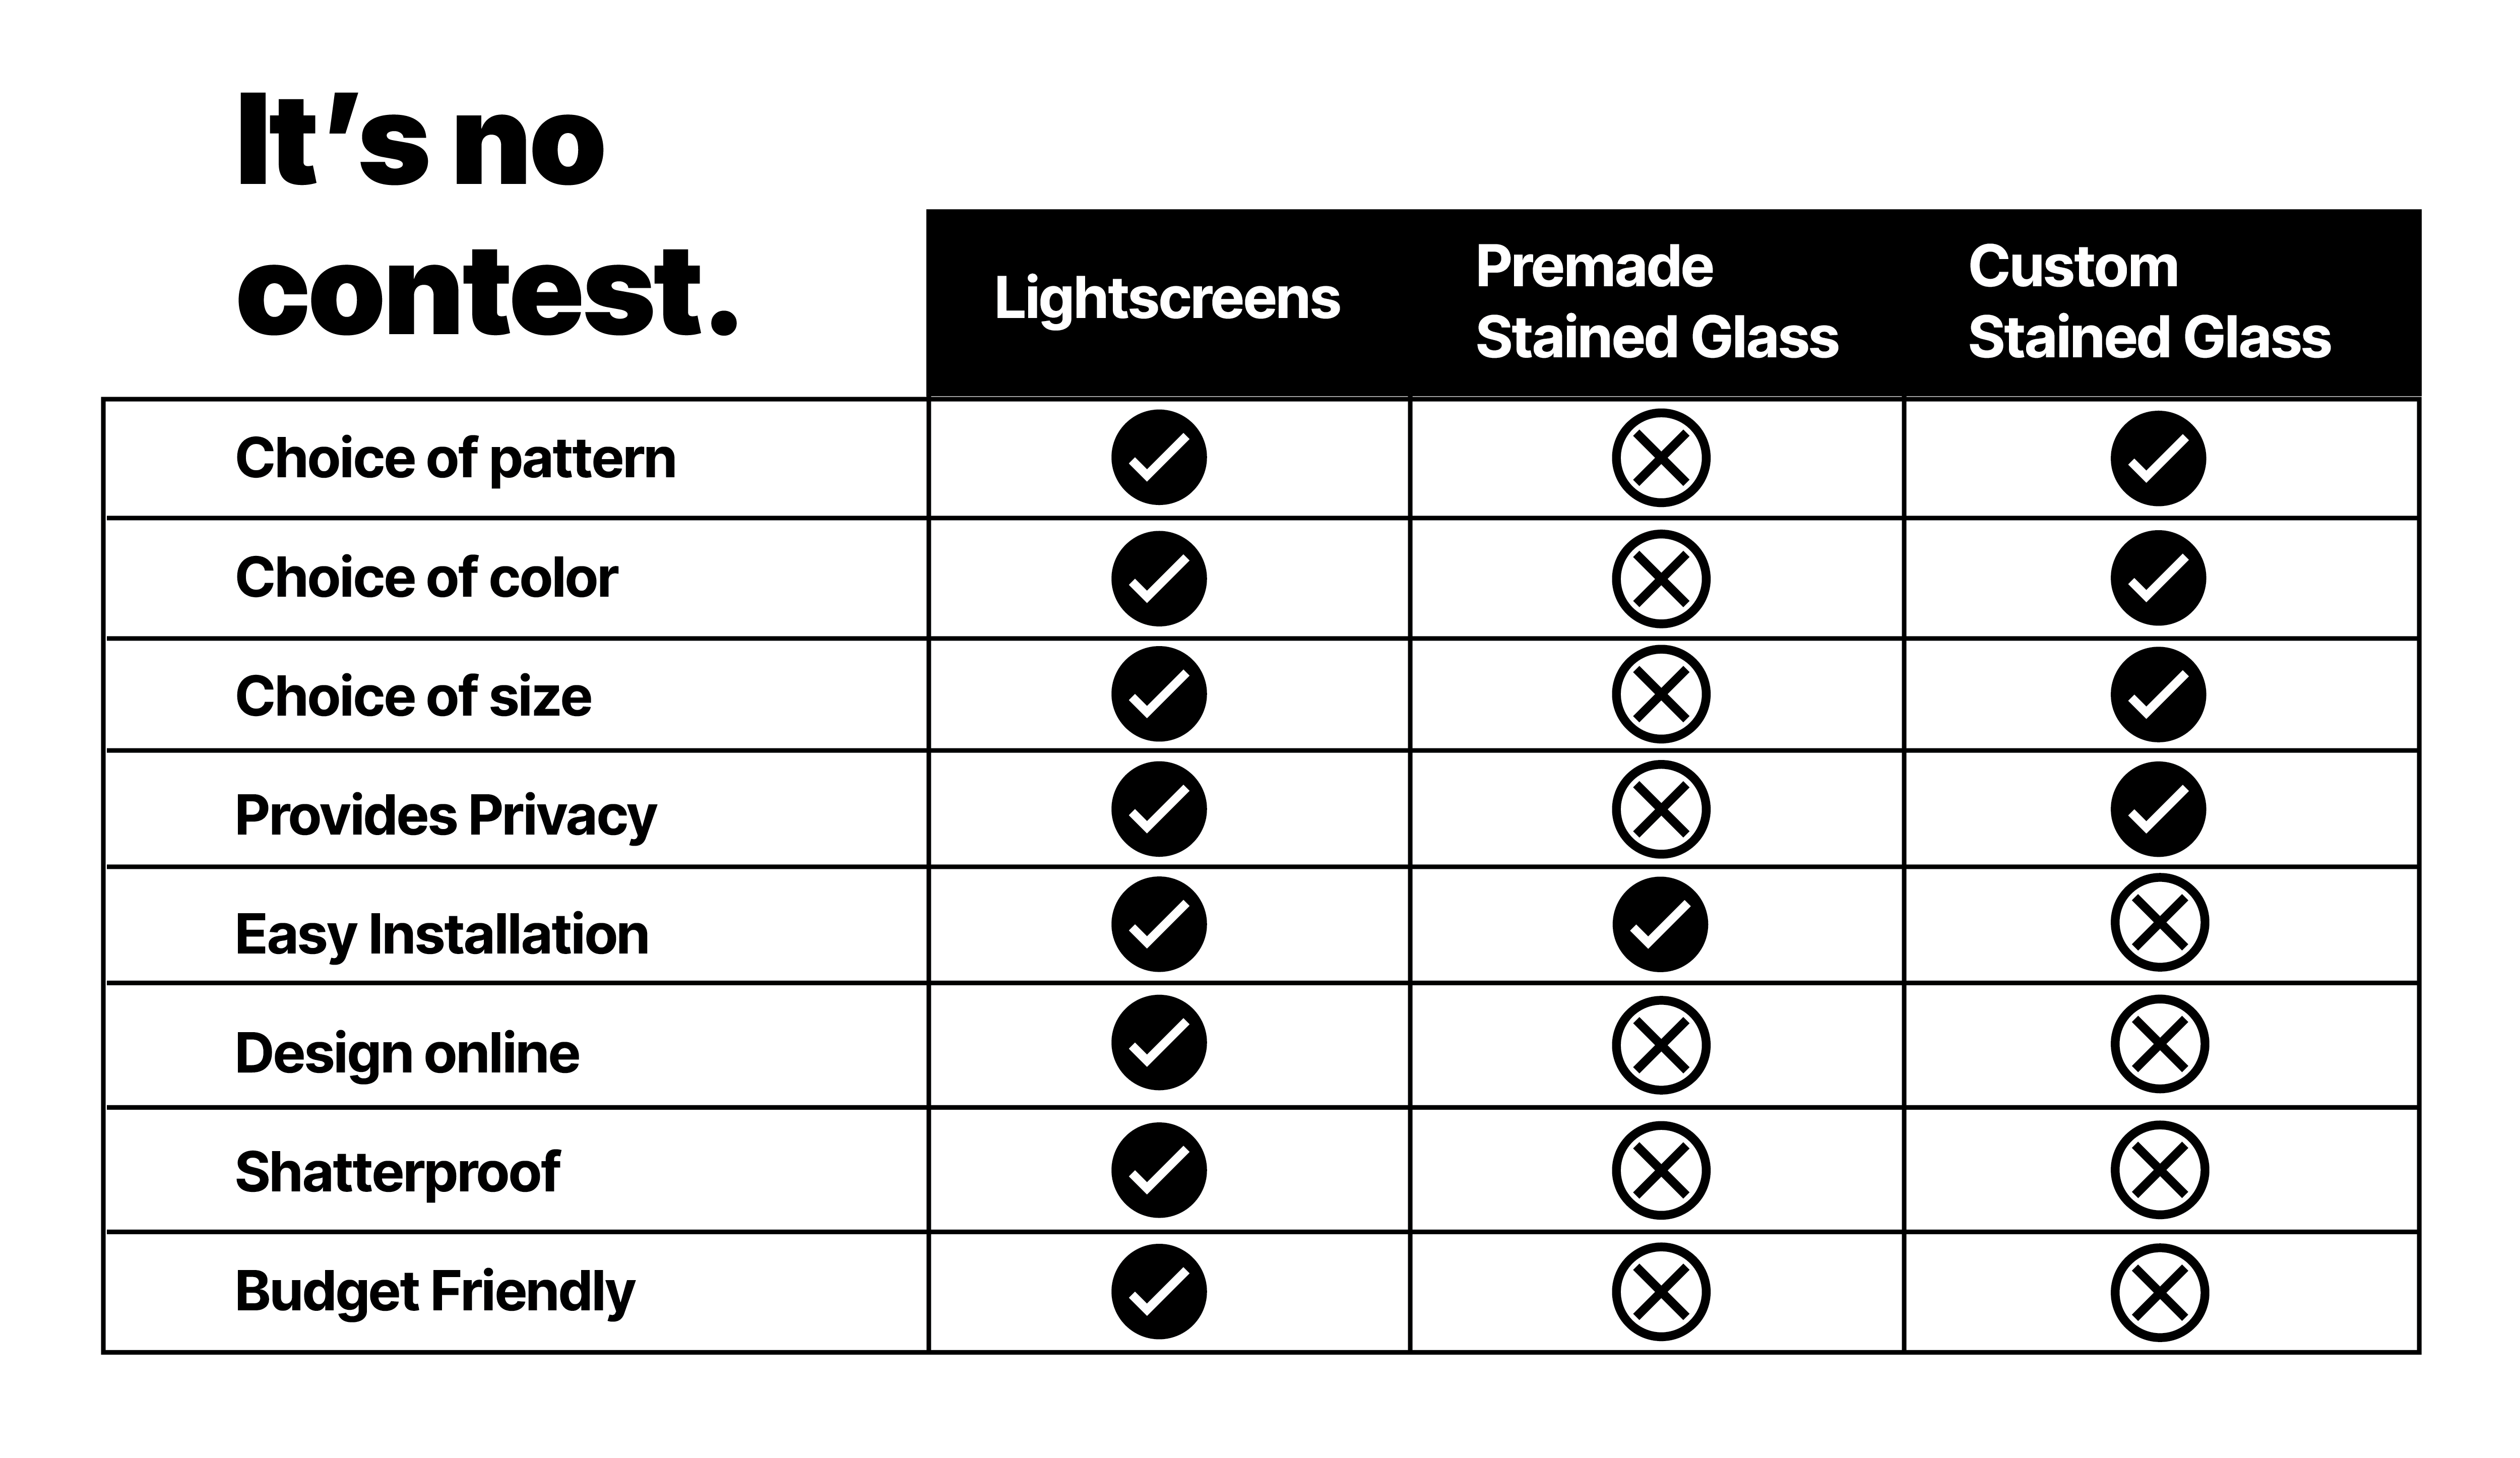 It's no
contest.
Lightscreens
Premade
Stained Glass
Custom
Stained Glass
Choice of pattern
Choice of color
Choice of size
Provides Privacy
Easy Installation
Design online
Shatterproof
Budget Friendly